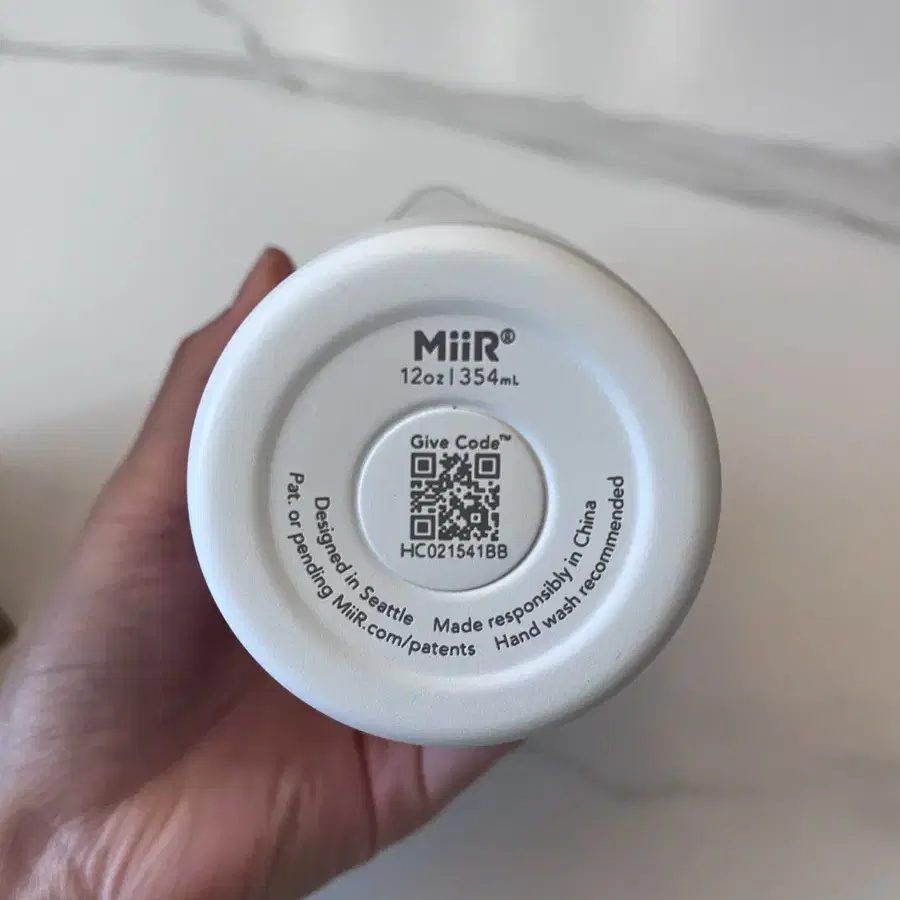 MiiR®
12oz | 354mL
Give Code™
HC021541BB
Designed in Seattle
Made responsibly in China
Pat. or pending MiiR.com/patents
Hand wash recommended